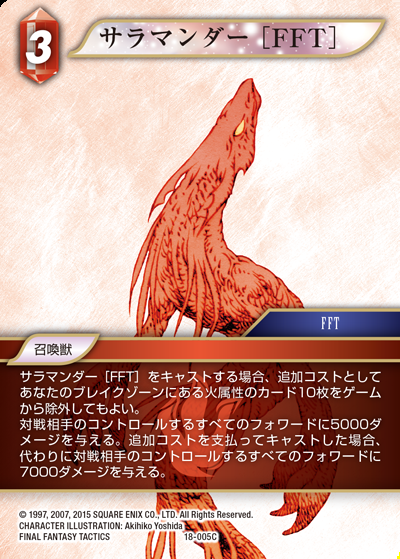 3
サラマンダー［FFT］
FFT
召喚獣
サラマンダー［FFT］をキャストする場合、追加コストとして
あなたのブレイクゾーンにある火属性のカード10枚をゲーム
から除外してもよい。
対戦相手のコントロールするすべてのフォワードに5000ダ
メージを与える。追加コストを支払ってキャストした場合、
代わりに対戦相手のコントロールするすべてのフォワードに
7000ダメージを与える。
© 1997, 2007, 2015 SQUARE ENIX CO., LTD. All Rights Reserved.
CHARACTER ILLUSTRATION: Akihiko Yoshida
FINAL FANTASY TACTICS 18-005C